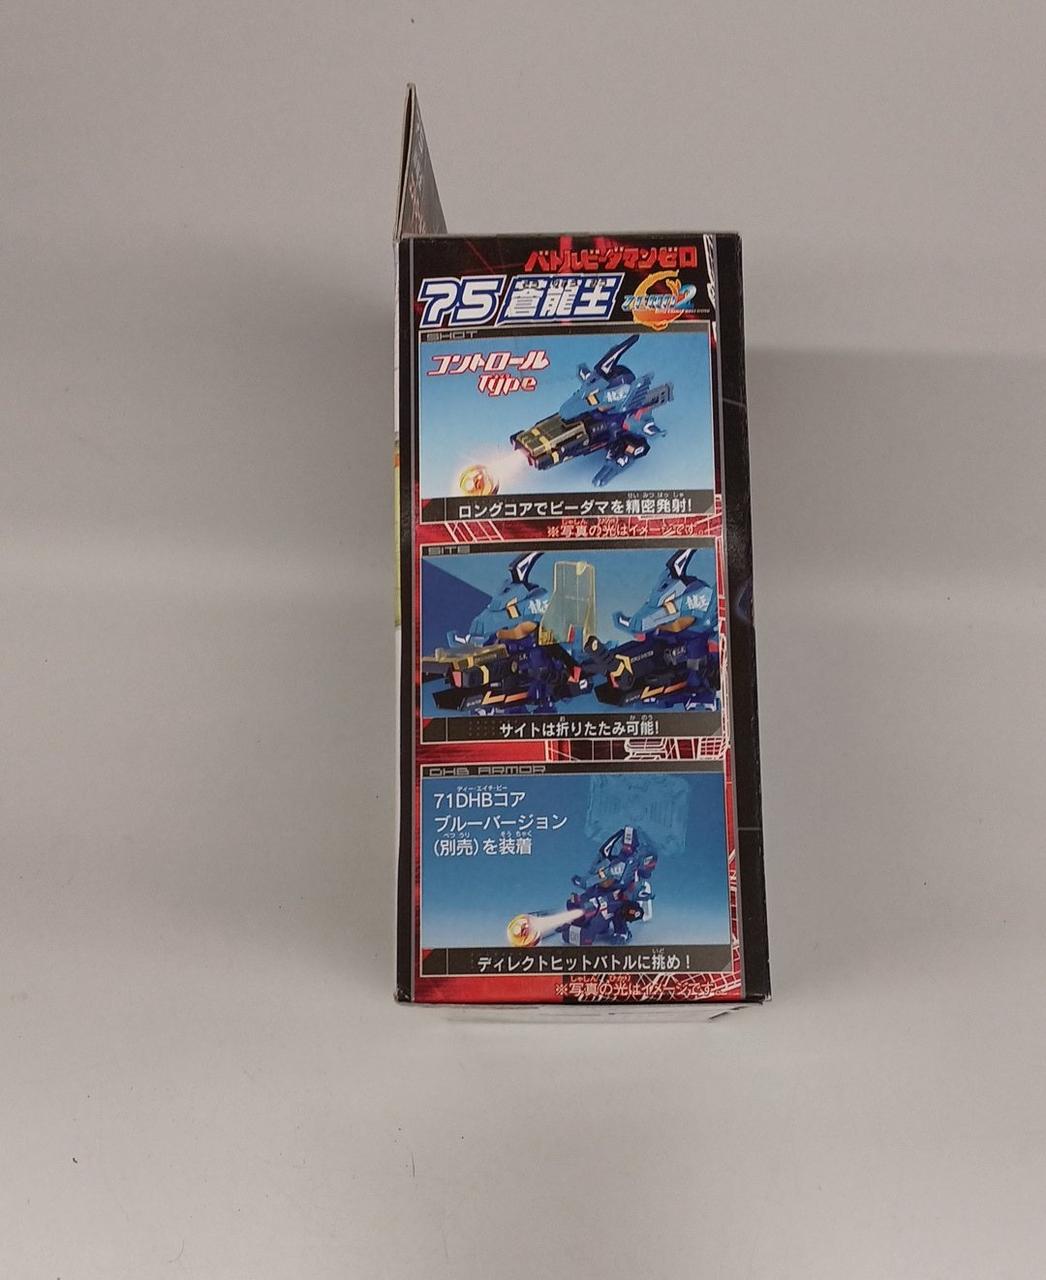 バトルビーダマンゼロ
75 蒼龍王
SHOT
コントロール
Type
ロングコアでビーダマを精密発射!
※写真の光はイメージです。
SITE
サイトは折りたたみ可能!
DHB ARMOR
71DHBコア
ブルーバージョン
(別売)を装着
ディレクトヒットバトルに挑め!
※写真の光はイメージです。